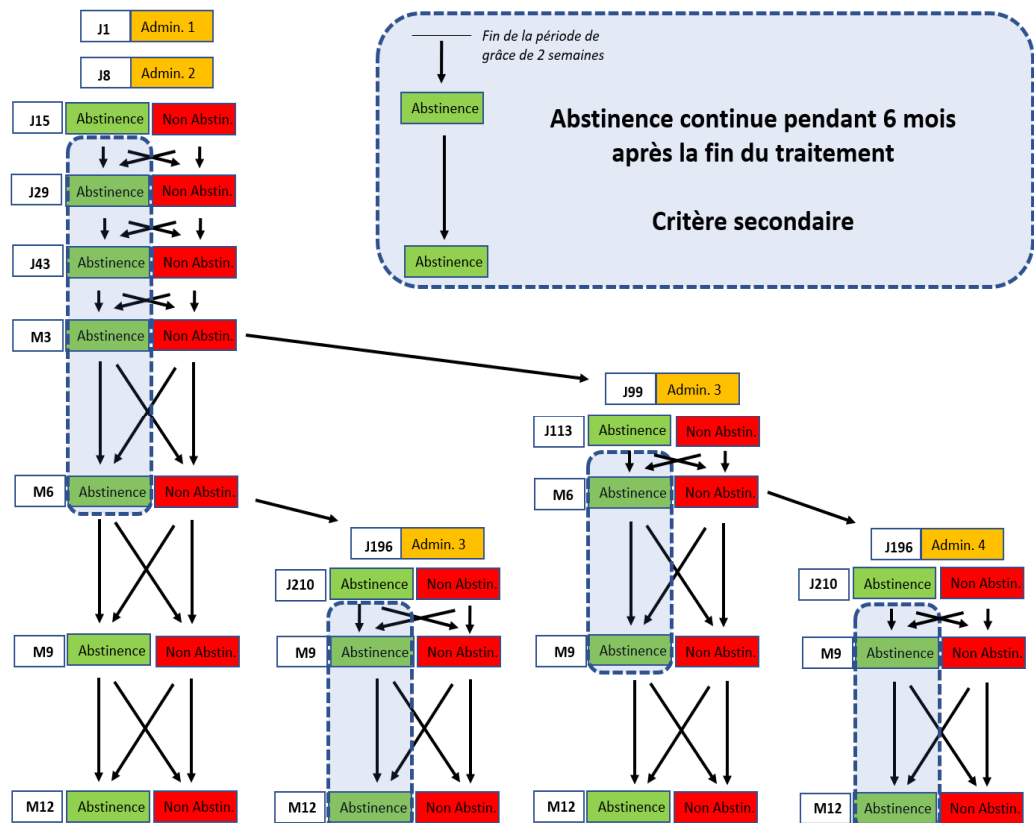 J1 Admin. 1
J8 Admin. 2
J15 Abstinence Non Abstin.
J29 Abstinence Non Abstin.
J43 Abstinence Non Abstin.
M3 Abstinence Non Abstin.
M6 Abstinence Non Abstin.
M9 Abstinence Non Abstin.
M12 Abstinence Non Abstin.
J196 Admin. 3
J210 Abstinence Non Abstin.
M9 Abstinence Non Abstin.
M12 Abstinence Non Abstin.
Fin de la période de
grâce de 2 semaines
Abstinence
Abstinence
Abstinence continue pendant 6 mois
après la fin du traitement
Critère secondaire
J99 Admin. 3
J113 Abstinence Non Abstin.
M6 Abstinence Non Abstin.
M9 Abstinence Non Abstin.
M12 Abstinence Non Abstin.
J196 Admin. 4
J210 Abstinence Non Abstin.
M9 Abstinence Non Abstin.
M12 Abstinence Non Abstin.